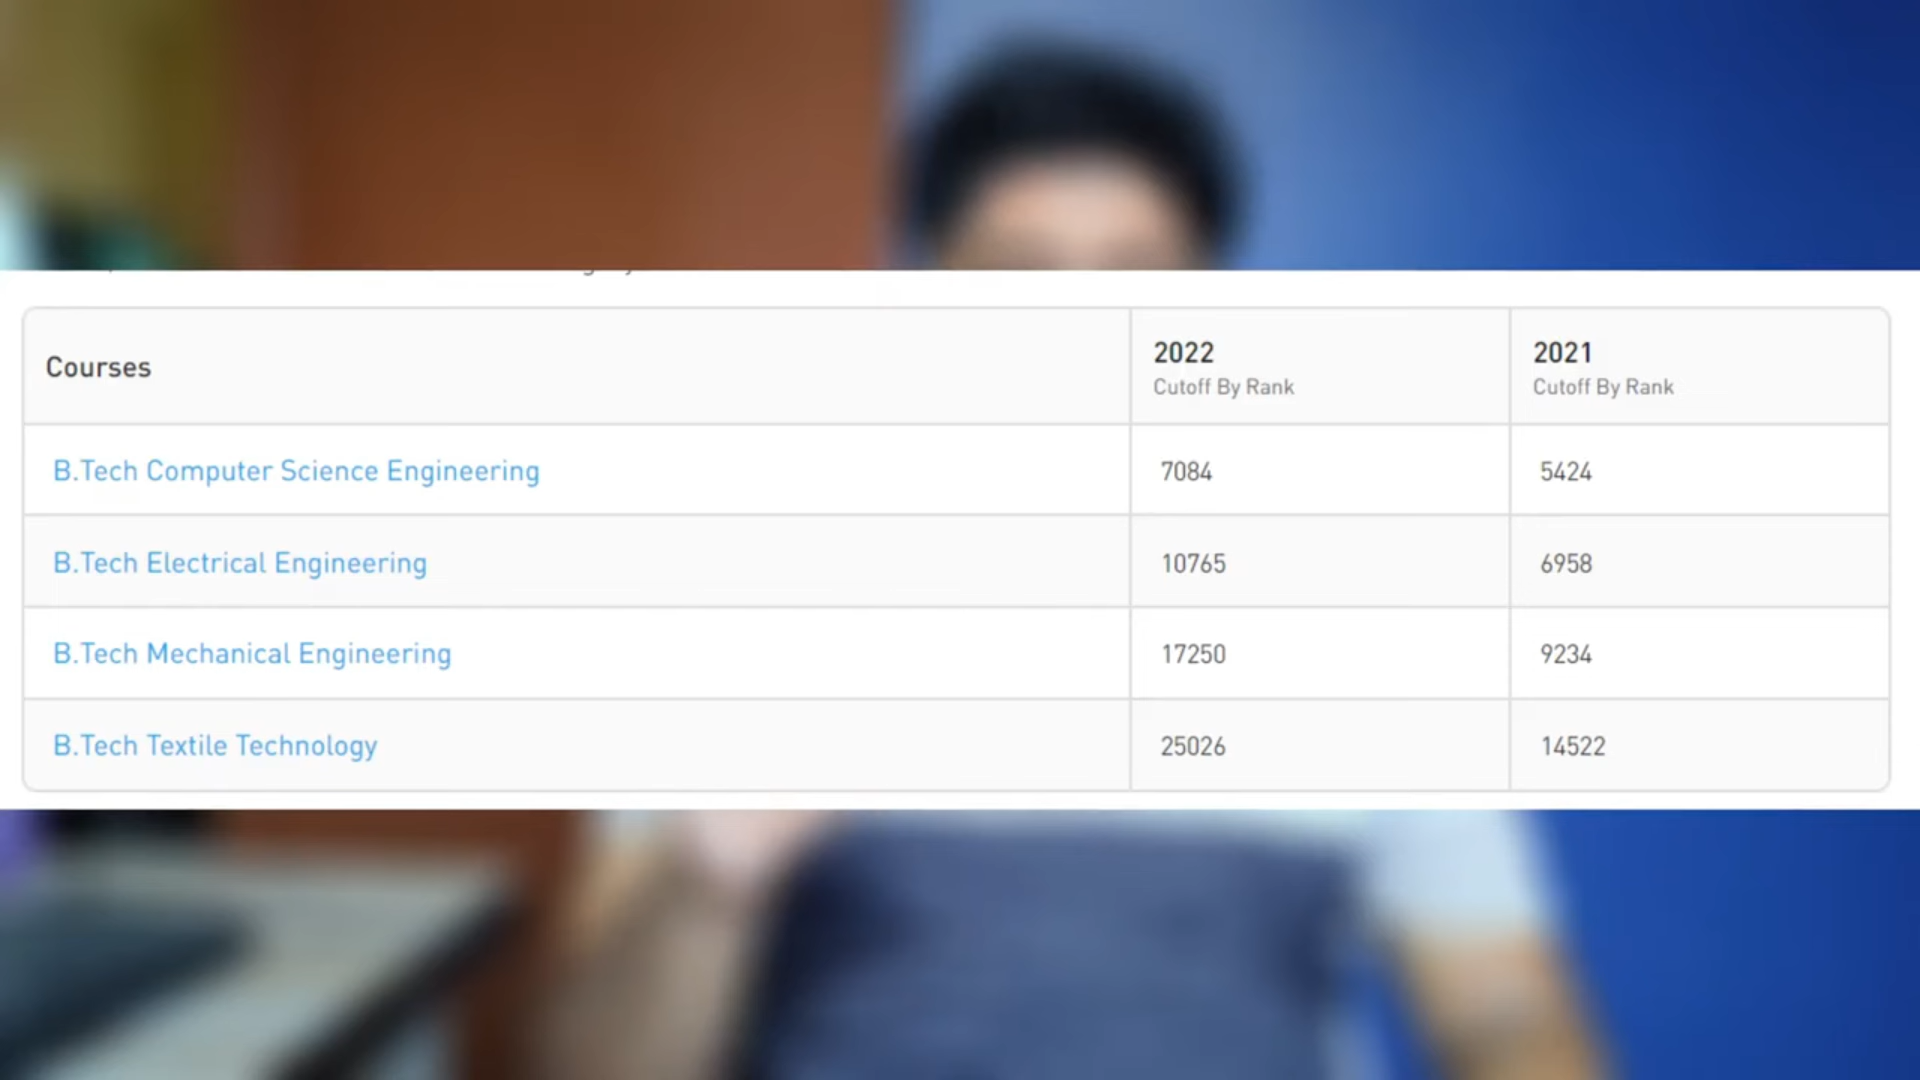 Courses
2022
Cutoff By Rank
2021
Cutoff By Rank
B.Tech Computer Science Engineering
7084
5424
B.Tech Electrical Engineering
10765
6958
B.Tech Mechanical Engineering
17250
9234
B.Tech Textile Technology
25026
14522